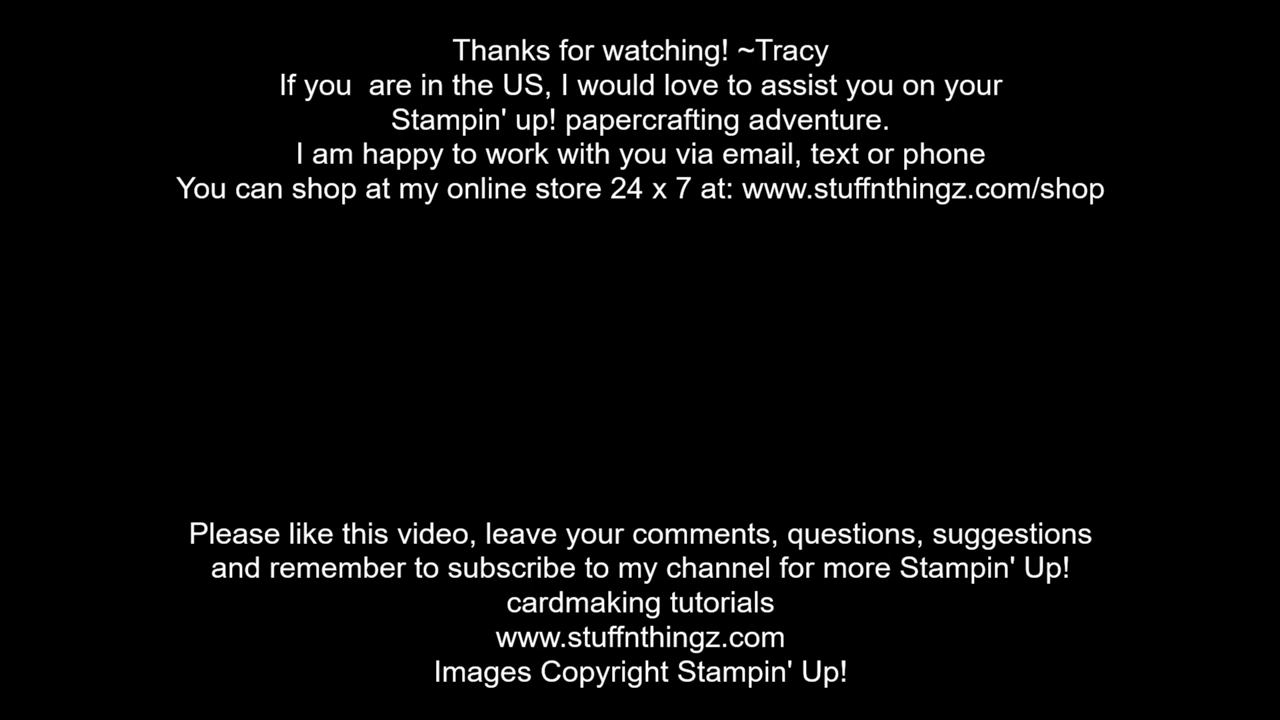 Thanks for watching! ~Tracy
If you  are in the US, I would love to assist you on your
Stampin' up! papercrafting adventure.
I am happy to work with you via email, text or phone
You can shop at my online store 24 x 7 at: www.stuffnthingz.com/shop
Please like this video, leave your comments, questions, suggestions
and remember to subscribe to my channel for more Stampin' Up!
cardmaking tutorials
www.stuffnthingz.com
Images Copyright Stampin' Up!